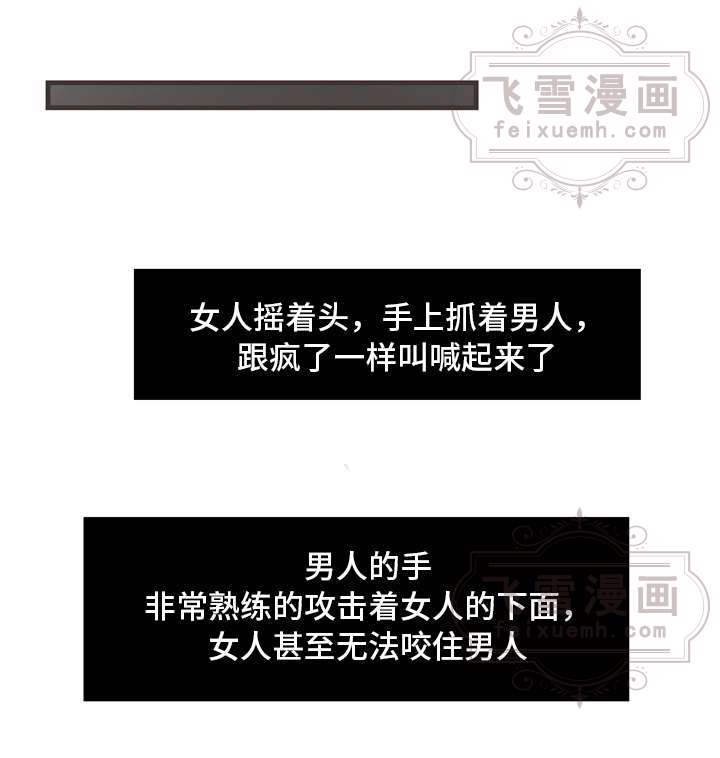 飞雪漫画
feixuemh.com
女人摇着头，手上抓着男人，
跟疯了一样叫喊起来了
男人的手
非常熟练的攻击着女人的下面，
女人甚至无法咬住男人
飞雪漫画
feixuemh.com